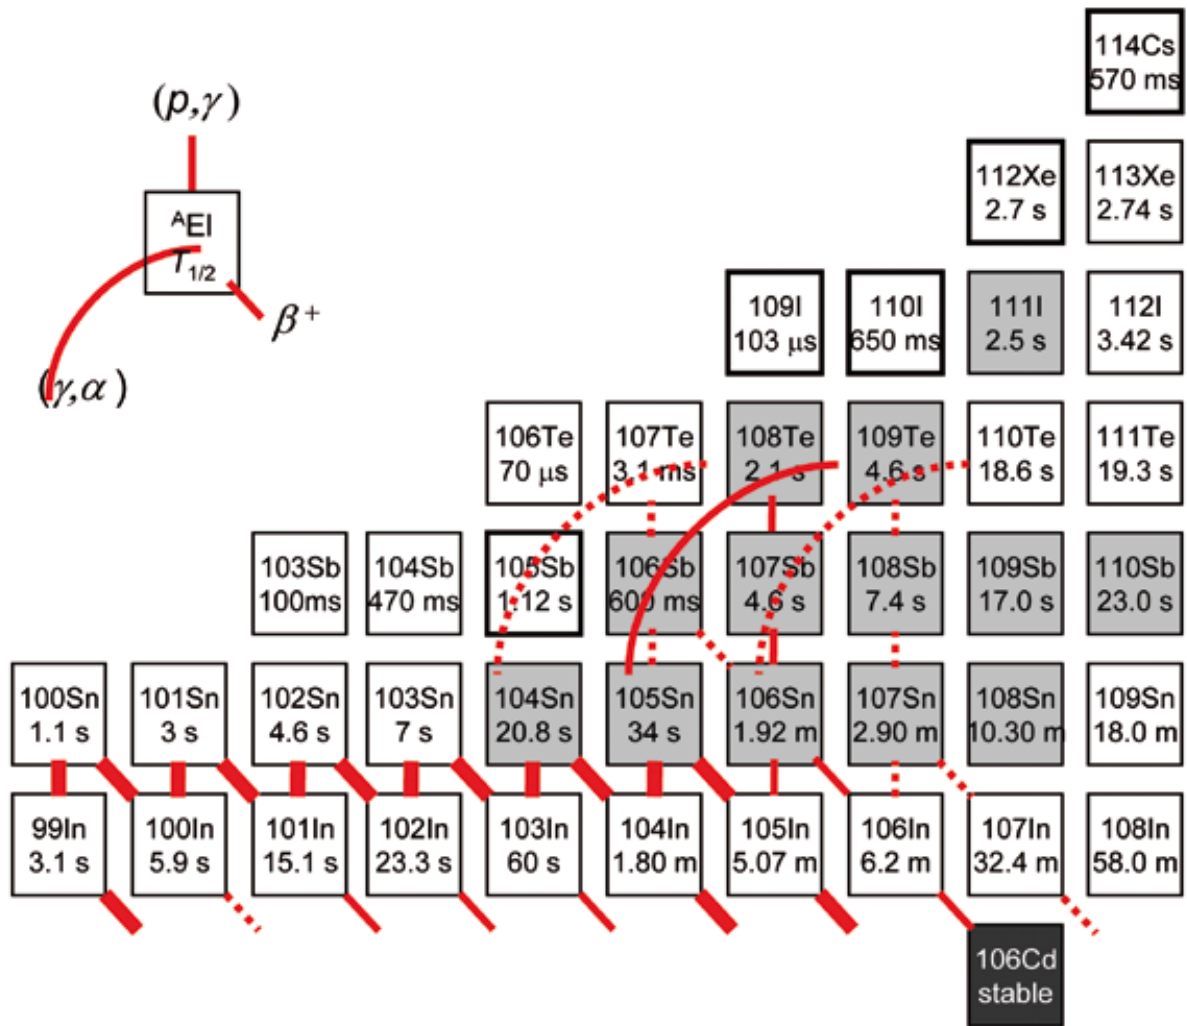 114Cs
570 ms
(p,γ)
112Xe
2.7 s
113Xe
2.74 s
ᴬEl
T₁/₂
β⁺
(γ,α)
109I
103 μs
110I
650 ms
111I
2.5 s
112I
3.42 s
106Te
70 μs
107Te
3.1 ms
108Te
2.1 s
109Te
4.6 s
110Te
18.6 s
111Te
19.3 s
103Sb
100ms
104Sb
470 ms
105Sb
1.12 s
106Sb
600 ms
107Sb
4.6 s
108Sb
7.4 s
109Sb
17.0 s
110Sb
23.0 s
100Sn
1.1 s
101Sn
3 s
102Sn
4.6 s
103Sn
7 s
104Sn
20.8 s
105Sn
34 s
106Sn
1.92 m
107Sn
2.90 m
108Sn
10.30 m
109Sn
18.0 m
99In
3.1 s
100In
5.9 s
101In
15.1 s
102In
23.3 s
103In
60 s
104In
1.80 m
105In
5.07 m
106In
6.2 m
107In
32.4 m
108In
58.0 m
106Cd
stable